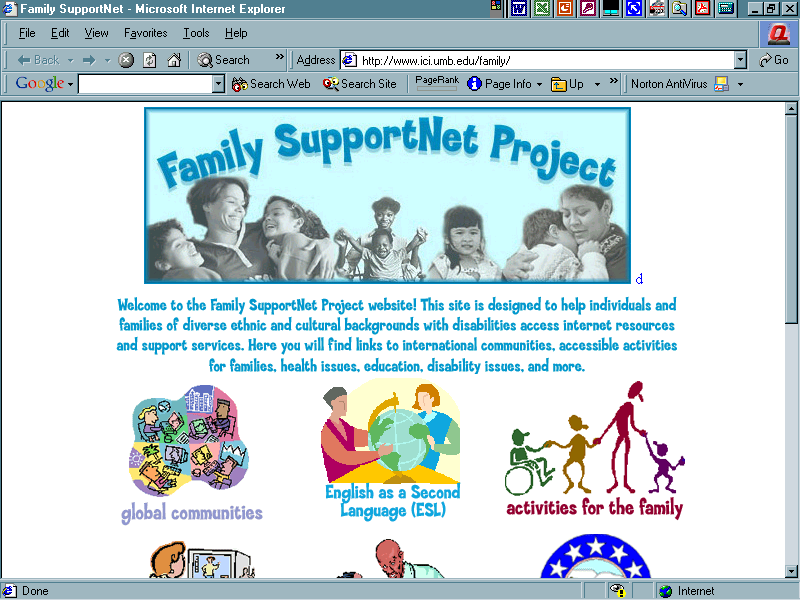 Family SupportNet - Microsoft Internet Explorer
File Edit View Favorites Tools Help
Back Search » Address http://www.ici.umb.edu/family/ Go
Google Search Web Search Site PageRank Page Info Up » Norton AntiVirus
Family SupportNet Project
d
Welcome to the Family SupportNet Project website! This site is designed to help individuals and
families of diverse ethnic and cultural backgrounds with disabilities access internet resources
and support services. Here you will find links to international communities, accessible activities
for families, health issues, education, disability issues, and more.
global communities
English as a Second
Language (ESL)
activities for the family
Done Internet